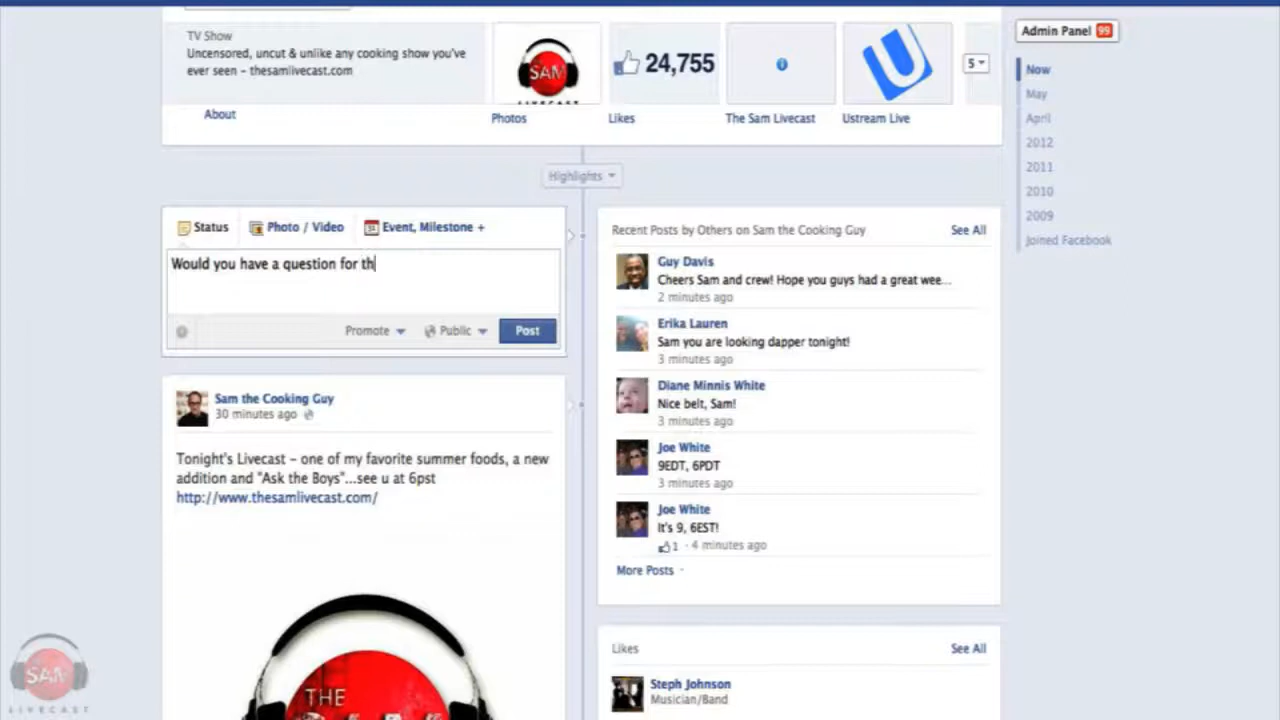 TV Show
Uncensored, uncut & unlike any cooking show you've
ever seen - thesamlivecast.com
About
SAM
LIVECAST
Photos
24,755
Likes
The Sam Livecast
Ustream Live
5
Admin Panel 99
Now
May
April
2012
2011
2010
2009
Joined Facebook
Highlights
Status
Photo / Video
Event, Milestone +
Would you have a question for th
Promote
Public
Post
Sam the Cooking Guy
30 minutes ago
Tonight's Livecast - one of my favorite summer foods, a new
addition and "Ask the Boys"...see u at 6pst
http://www.thesamlivecast.com/
THE
Recent Posts by Others on Sam the Cooking Guy
See All
Guy Davis
Cheers Sam and crew! Hope you guys had a great wee...
2 minutes ago
Erika Lauren
Sam you are looking dapper tonight!
3 minutes ago
Diane Minnis White
Nice belt, Sam!
3 minutes ago
Joe White
9EDT, 6PDT
3 minutes ago
Joe White
It's 9, 6EST!
1 · 4 minutes ago
More Posts
Likes
See All
Steph Johnson
Musician/Band
SAM
LIVECAST